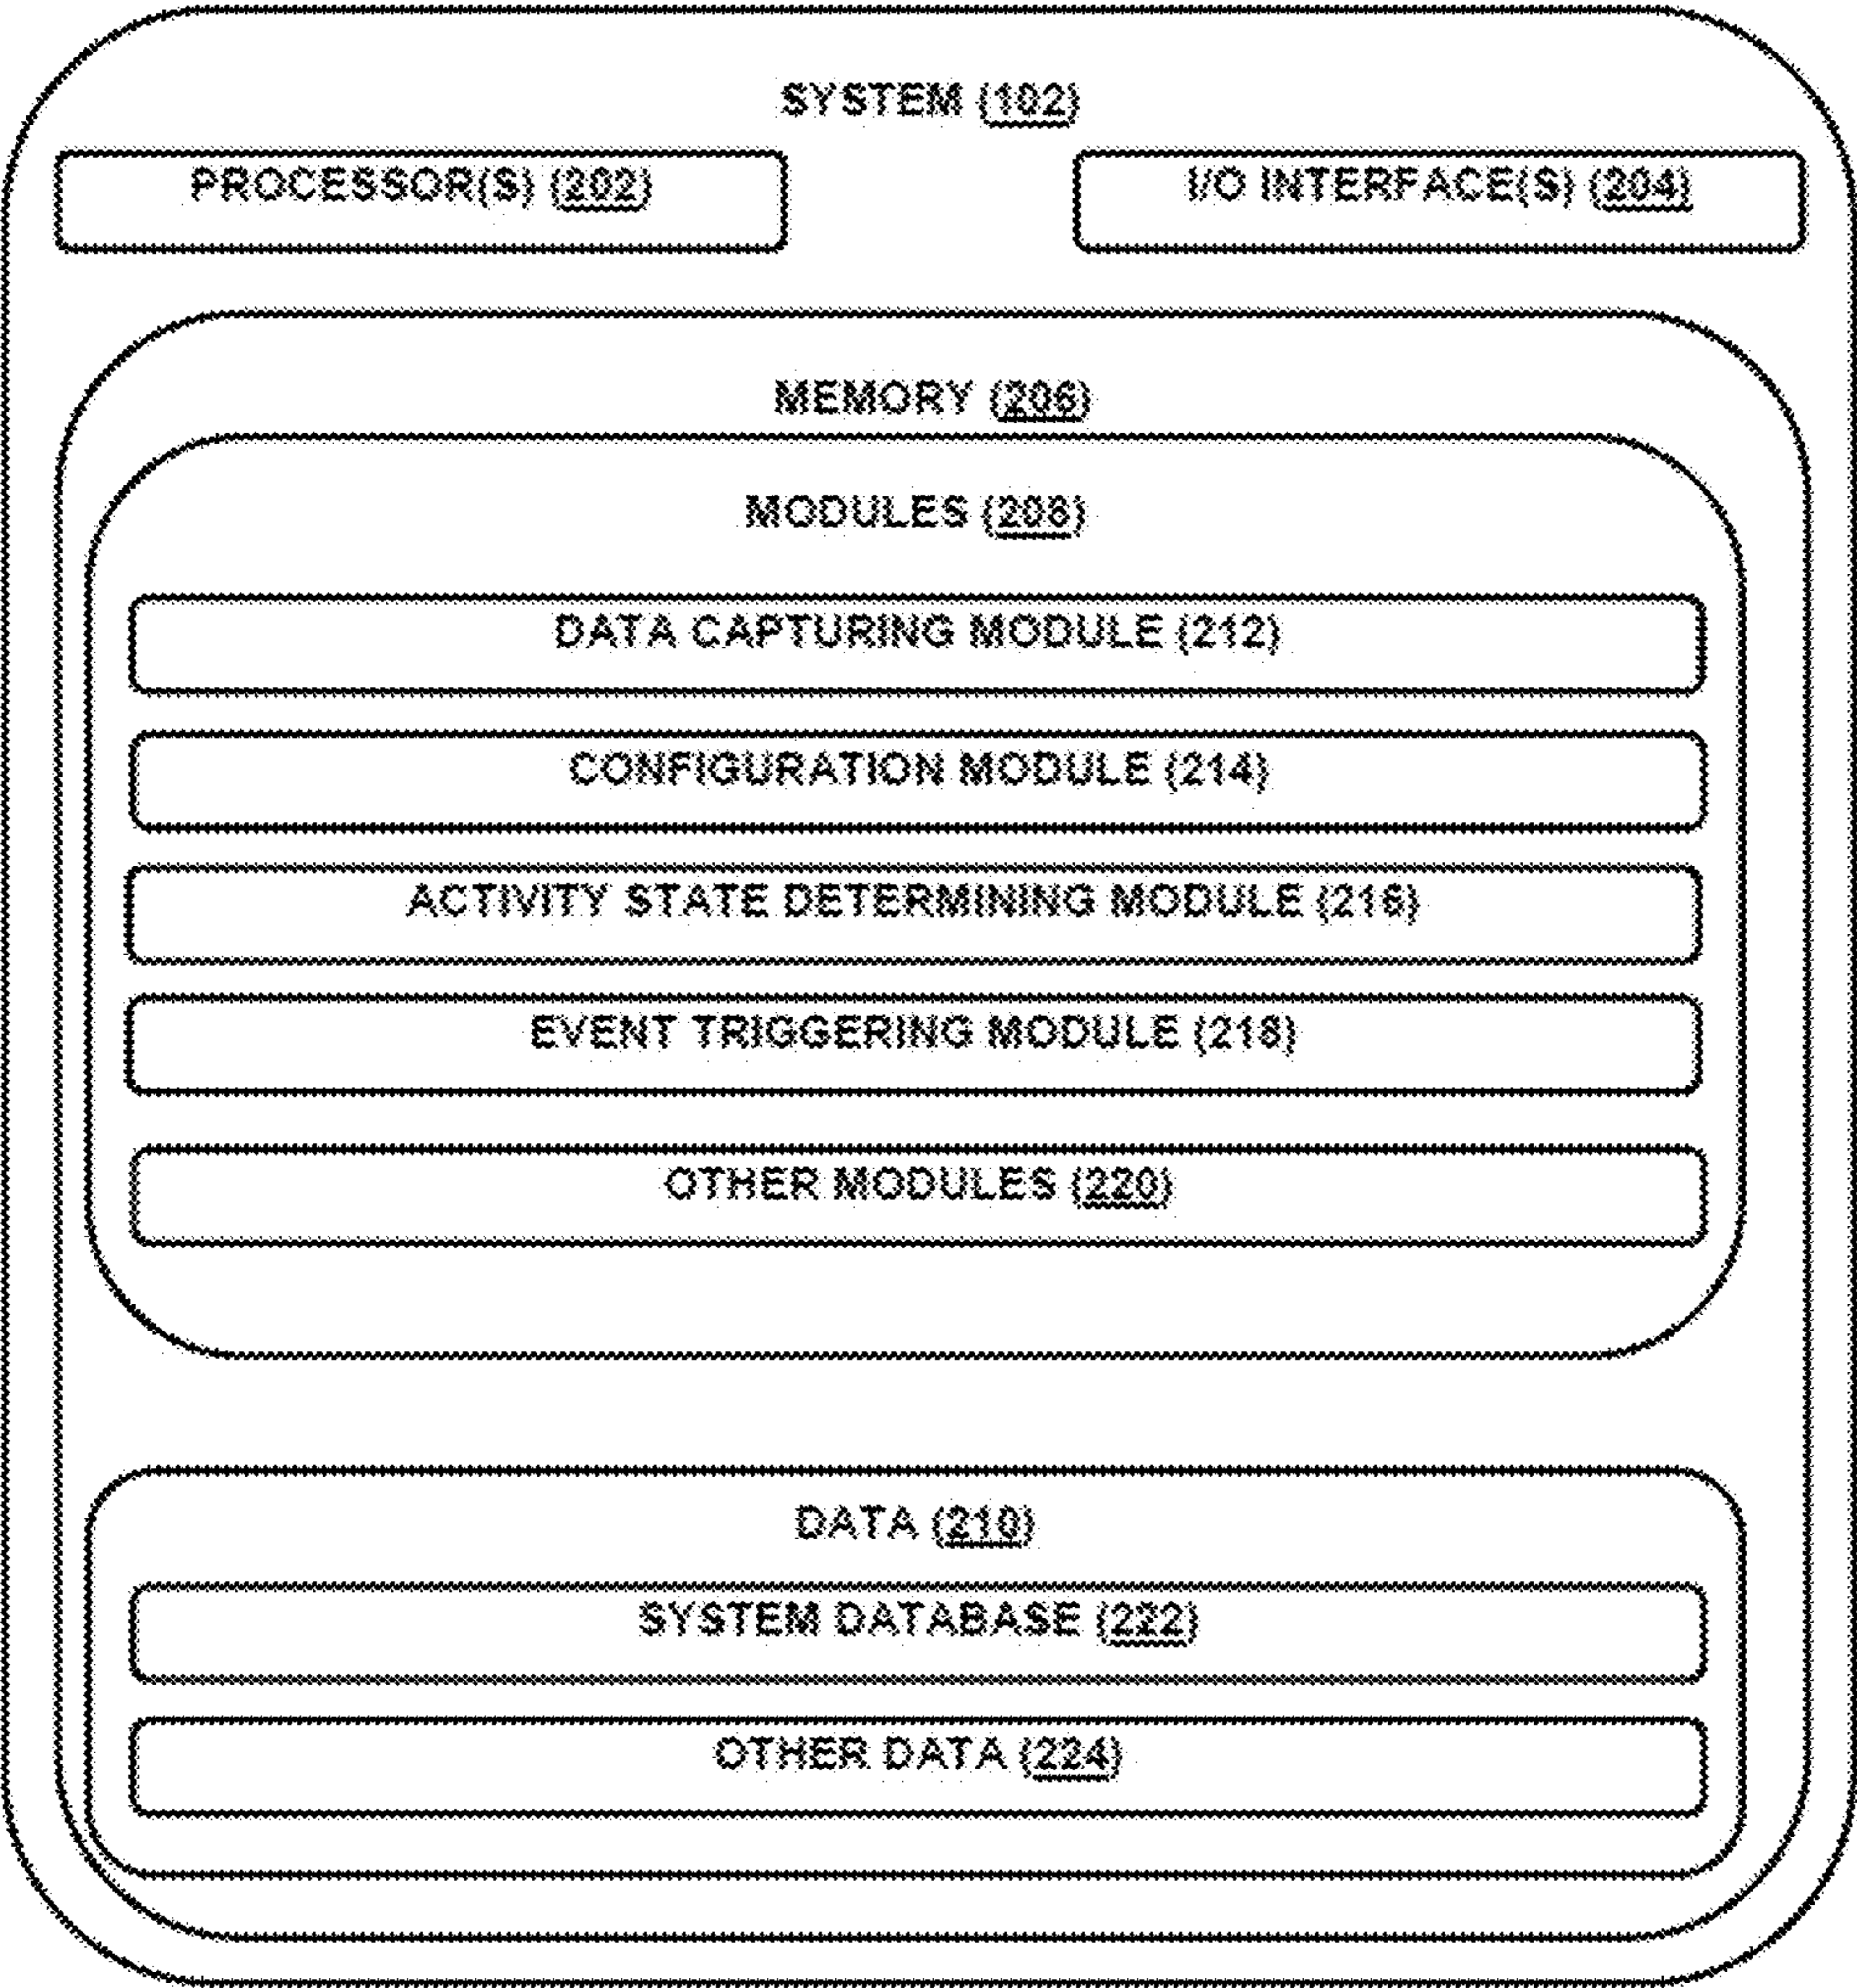 SYSTEM (102)
PROCESSOR(S) (202)
I/O INTERFACE(S) (204)
MEMORY (206)
MODULES (208)
DATA CAPTURING MODULE (212)
CONFIGURATION MODULE (214)
ACTIVITY STATE DETERMINING MODULE (216)
EVENT TRIGGERING MODULE (218)
OTHER MODULES (220)
DATA (210)
SYSTEM DATABASE (222)
OTHER DATA (224)